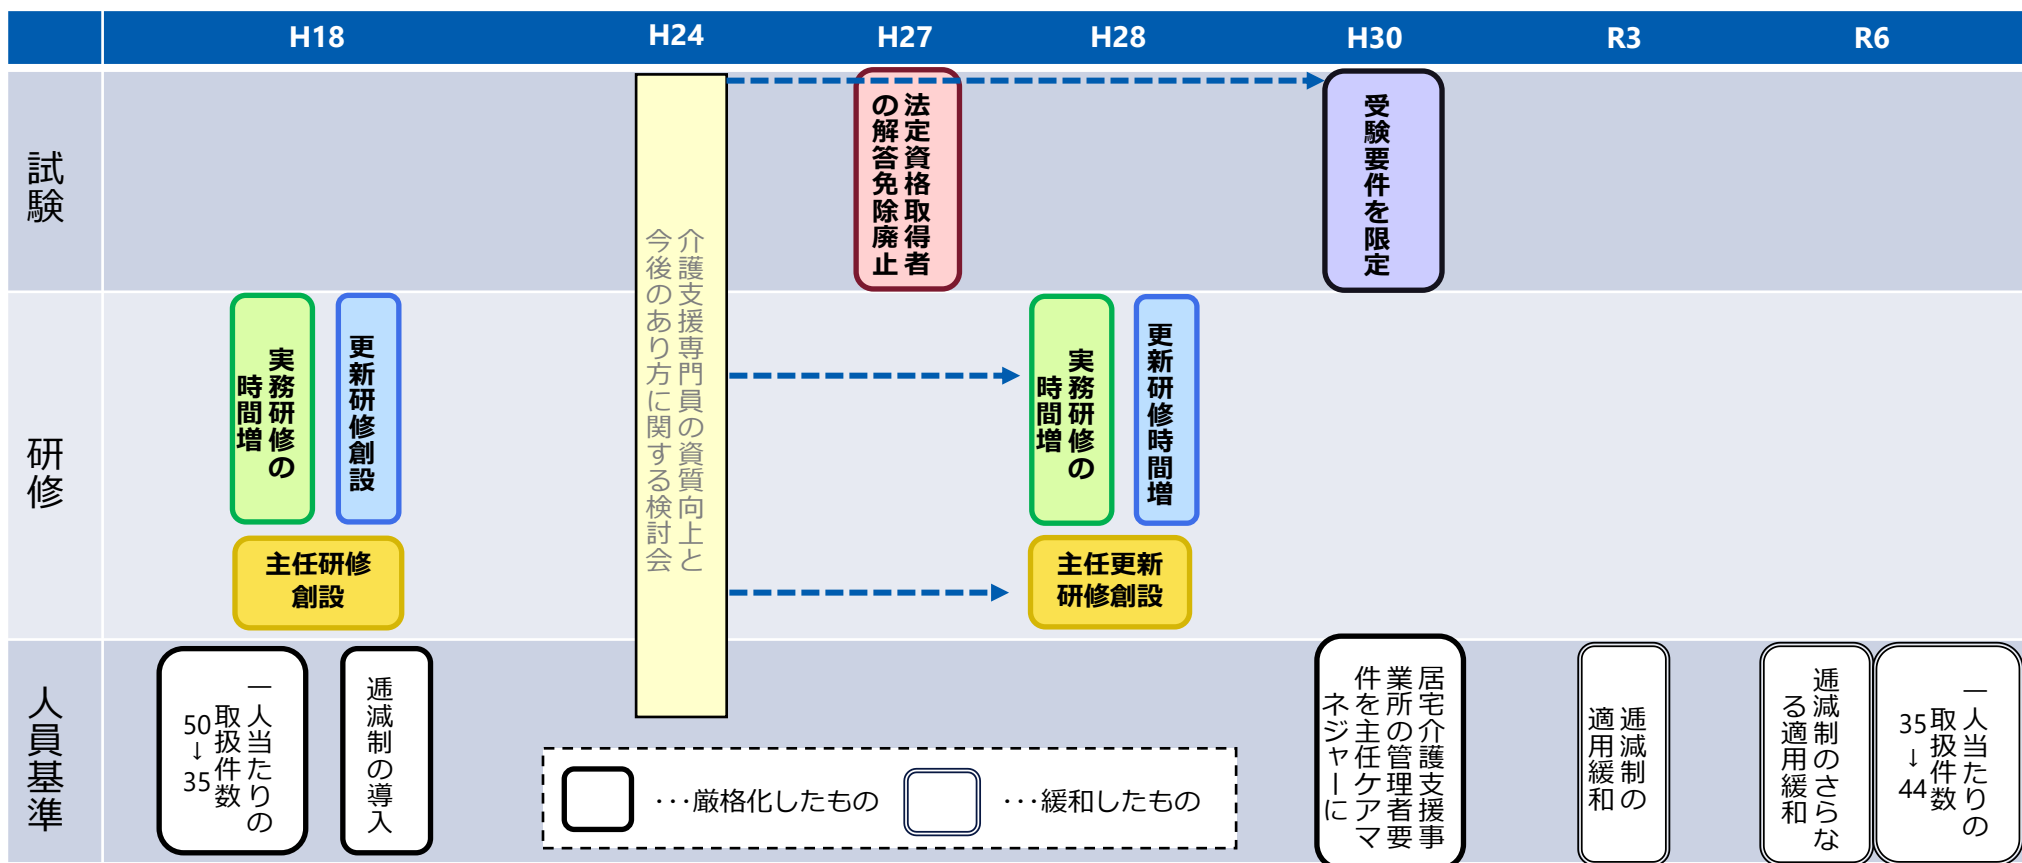 H18
H24
H27
H28
H30
R3
R6
試験
法定資格取得者
の解答免除廃止
受験要件を限定
介護支援専門員の資質向上と
今後のあり方に関する検討会
研修
実務研修の
時間増
更新研修創設
主任研修
創設
実務研修の
時間増
更新研修時間増
主任更新
研修創設
人員基準
一人当たりの
取扱件数
50→35
逓減制の導入
･･･厳格化したもの
･･･緩和したもの
居宅介護支援事
業所の管理者要
件を主任ケアマ
ネジャーに
逓減制の
適用緩和
逓減制のさらな
る適用緩和
一人当たりの
取扱件数
35→44